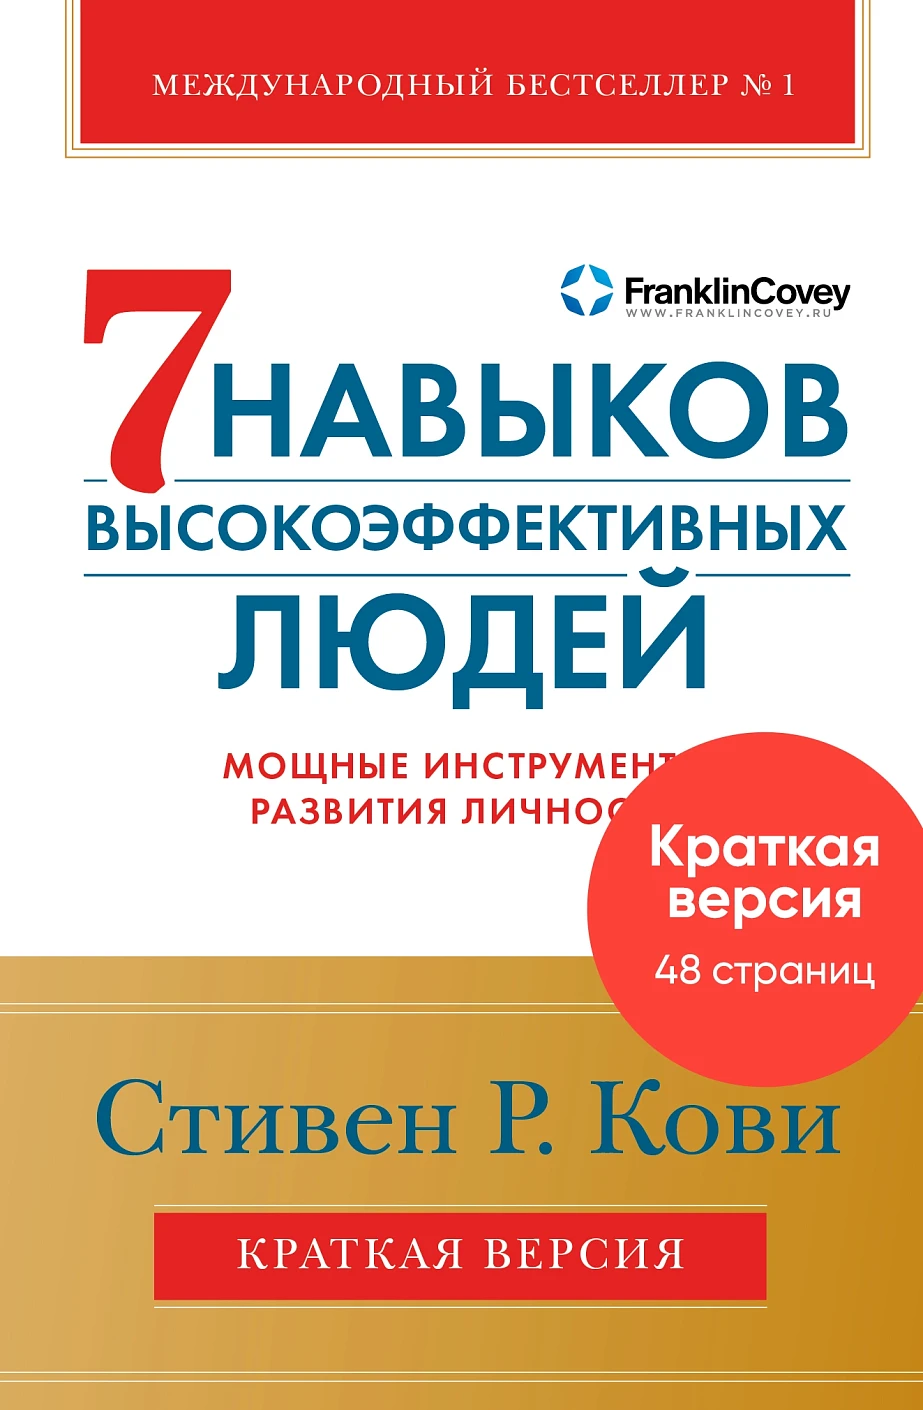 МЕЖДУНАРОДНЫЙ БЕСТСЕЛЛЕР № 1
FranklinCovey
WWW.FRANKLINCOVEY.RU
7 НАВЫКОВ
ВЫСОКОЭФФЕКТИВНЫХ
ЛЮДЕЙ
МОЩНЫЕ
РАЗВИТИЯ
Краткая
версия
48 страниц
Стивен Р. Кови
КРАТКАЯ ВЕРСИЯ